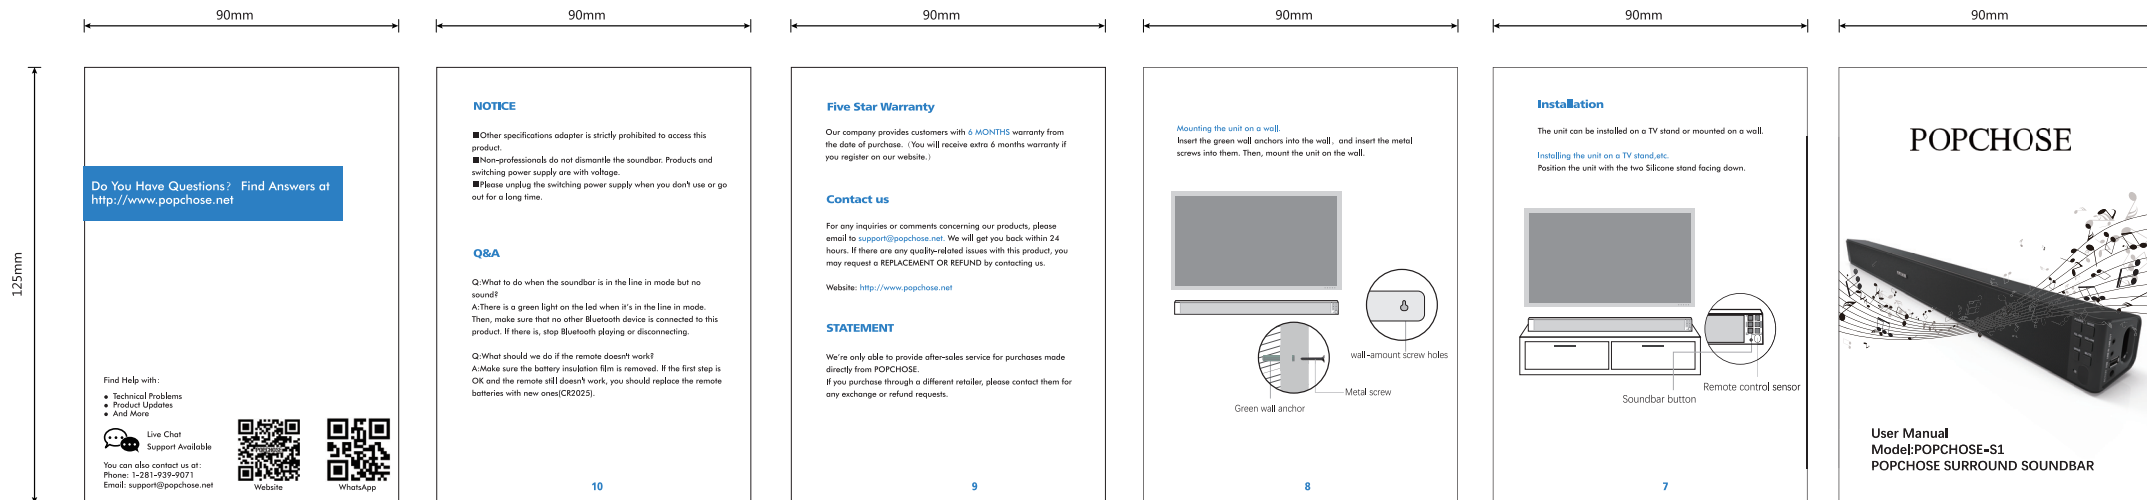 90mm
90mm
90mm
90mm
90mm
90mm
125mm
Do You Have Questions? Find Answers at
http://www.popchose.net
Find Help with:
● Technical Problems
● Product Updates
● And More
Live Chat
Support Available
You can also contact us at:
Phone: 1-281-939-9071
Email: support@popchose.net
POPCHOSE
Website
WhatsApp
NOTICE
■Other specifications adapter is strictly prohibited to access this
product.
■Non-professionals do not dismantle the soundbar. Products and
switching power supply are with voltage.
■Please unplug the switching power supply when you don't use or go
out for a long time.
Q&A
Q:What to do when the soundbar is in the line in mode but no
sound?
A:There is a green light on the led when it's in the line in mode.
Then, make sure that no other Bluetooth device is connected to this
product. If there is, stop Bluetooth playing or disconnecting.
Q:What should we do if the remote doesn't work?
A:Make sure the battery insulation film is removed. If the first step is
OK and the remote still doesn't work, you should replace the remote
batteries with new ones(CR2025).
10
Five Star Warranty
Our company provides customers with 6 MONTHS warranty from
the date of purchase. (You will receive extra 6 months warranty if
you register on our website.)
Contact us
For any inquiries or comments concerning our products, please
email to support@popchose.net. We will get you back within 24
hours. If there are any quality-related issues with this product, you
may request a REPLACEMENT OR REFUND by contacting us.
Website: http://www.popchose.net
STATEMENT
We're only able to provide after-sales service for purchases made
directly from POPCHOSE.
If you purchase through a different retailer, please contact them for
any exchange or refund requests.
9
Mounting the unit on a wall.
Insert the green wall anchors into the wall, and insert the metal
screws into them. Then, mount the unit on the wall.
wall-amount screw holes
Metal screw
Green wall anchor
8
Installation
The unit can be installed on a TV stand or mounted on a wall.
Installing the unit on a TV stand,etc.
Position the unit with the two Silicone stand facing down.
Remote control sensor
Soundbar button
7
POPCHOSE
User Manual
Model:POPCHOSE-S1
POPCHOSE SURROUND SOUNDBAR